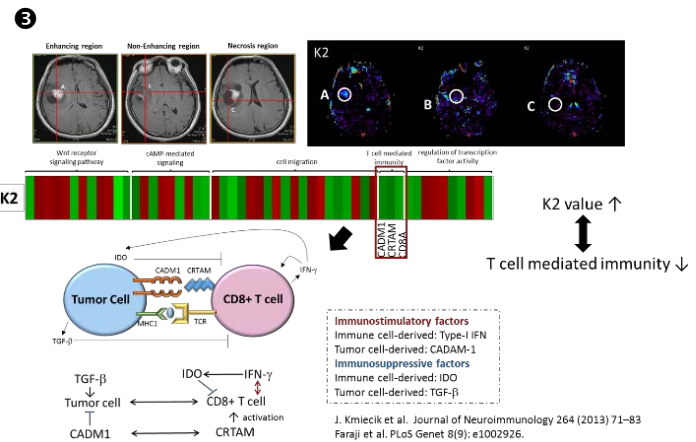 3
Enhancing region
Non-Enhancing region
Necrosis region
A
B
C
K2
K2
K2
A
B
C
Wnt receptor
signaling pathway
cAMP-mediated
signaling
cell migration
T cell mediated
immunity
regulation of transcription
factor activity
K2
CADM1
CRTAM
CD8A
K2 value ↑
T cell mediated immunity ↓
IDO
CADM1
CRTAM
IFN-γ
Tumor Cell
CD8+ T cell
MHC1
TCR
TGF-β
Immunostimulatory factors
Immune cell-derived: Type-I IFN
Tumor cell-derived: CADAM-1
Immunosuppressive factors
Immune cell-derived: IDO
Tumor cell-derived: TGF-β
IDO
IFN-γ
TGF-β
Tumor cell
CD8+ T cell
activation
CADM1
CRTAM
J. Kmiecik et al. Journal of Neuroimmunology 264 (2013) 71–83
Faraji et al. PLoS Genet 8(9): e1002926.